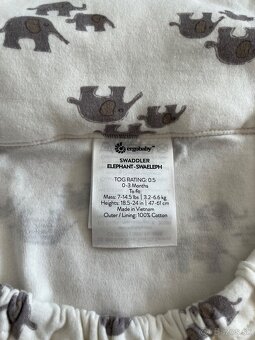 ergobaby
SWADDLER
ELEPHANT-SWAELEPH
TOG RATING: 0.5
0-3 Months
To fit:
Mass: 7-14.5 lbs | 3.2-6.6 kg
Heights: 18.5-24 in | 47-61 cm
Made in Vietnam
Outer / Lining: 100% Cotton